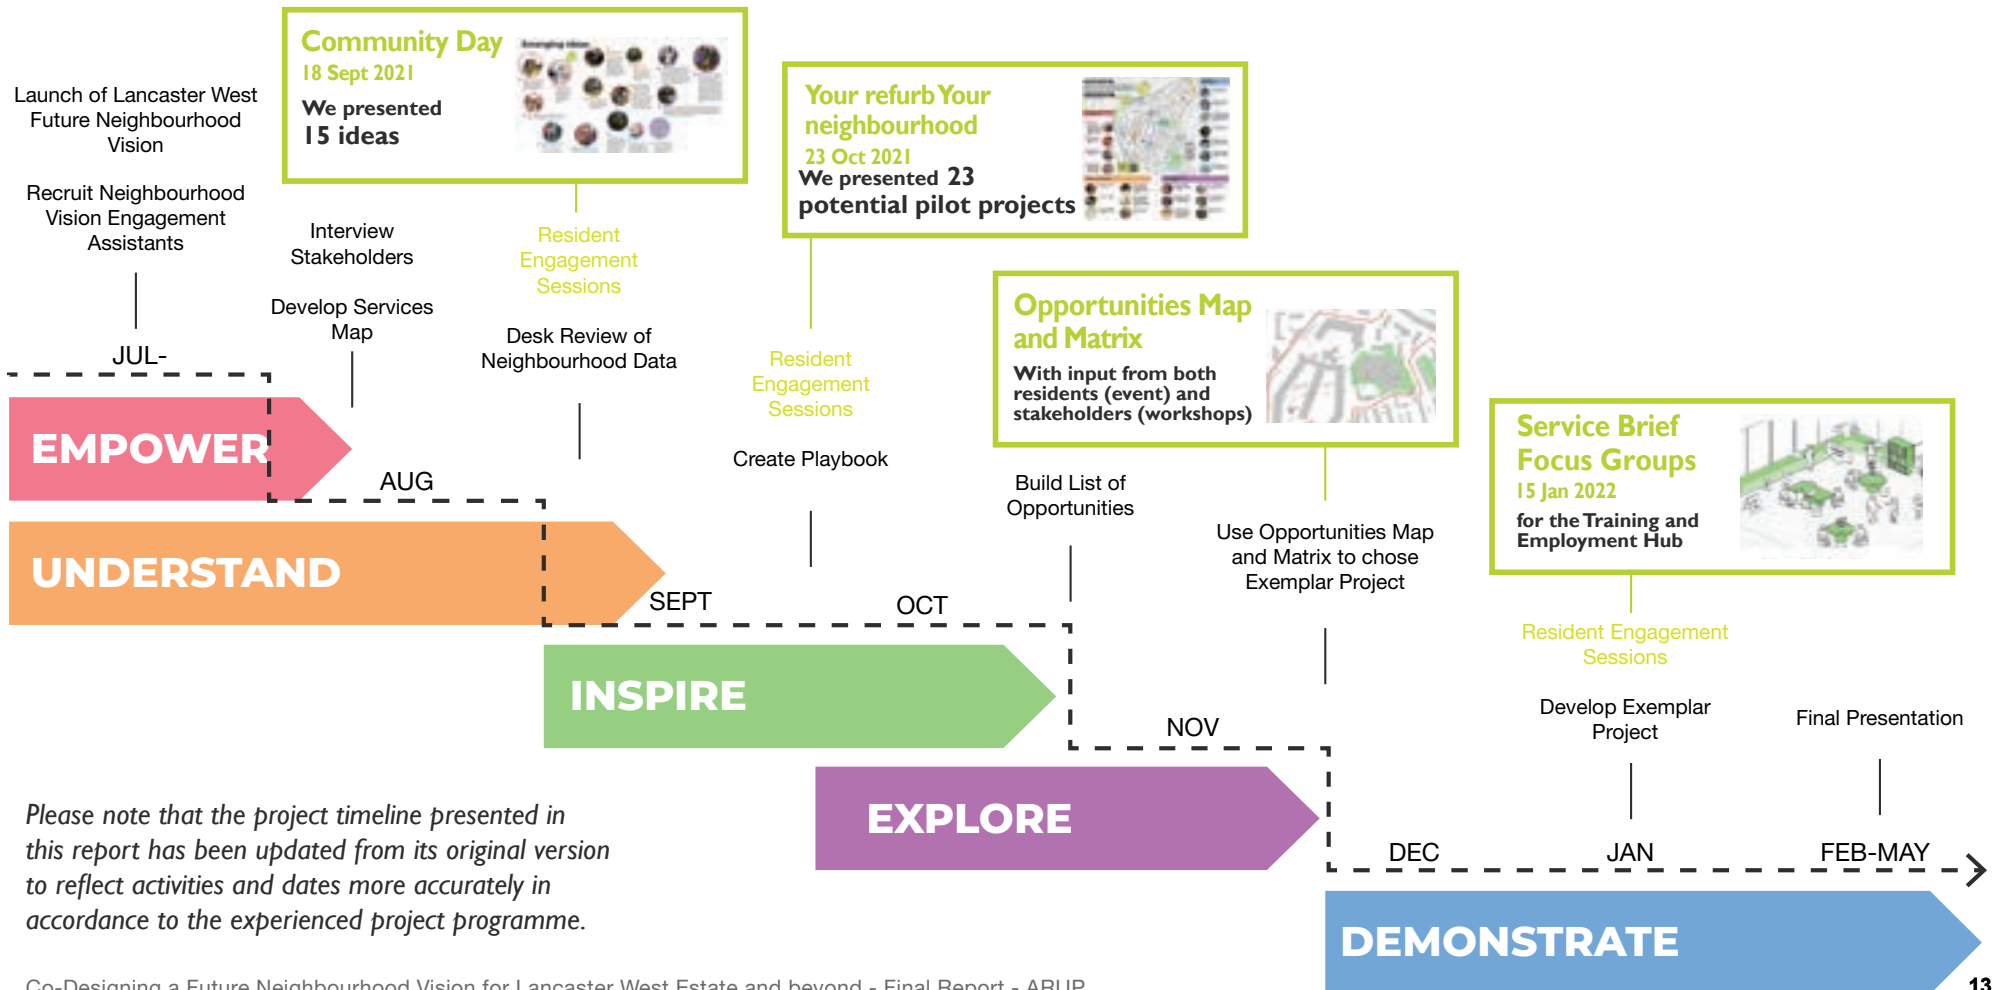 Launch of Lancaster West
Future Neighbourhood
Vision
Recruit Neighbourhood
Vision Engagement
Assistants
JUL-
EMPOWER
Community Day
18 Sept 2021
We presented
15 ideas
Emerging Ideas
Interview
Stakeholders
Develop Services
Map
AUG
UNDERSTAND
Resident
Engagement
Sessions
Desk Review of
Neighbourhood Data
SEPT
Your refurb Your
neighbourhood
23 Oct 2021
We presented 23
potential pilot projects
Resident
Engagement
Sessions
Create Playbook
OCT
INSPIRE
Opportunities Map
and Matrix
With input from both
residents (event) and
stakeholders (workshops)
Build List of
Opportunities
Use Opportunities Map
and Matrix to chose
Exemplar Project
NOV
EXPLORE
Service Brief
Focus Groups
15 Jan 2022
for the Training and
Employment Hub
Resident Engagement
Sessions
Develop Exemplar
Project
Final Presentation
DEC
JAN
FEB-MAY
DEMONSTRATE
Please note that the project timeline presented in
this report has been updated from its original version
to reflect activities and dates more accurately in
accordance to the experienced project programme.
Co-Designing a Future Neighbourhood Vision for Lancaster West Estate and beyond - Final Report - ARUP
13